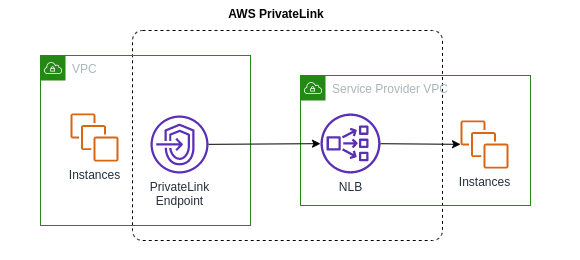 AWS PrivateLink
VPC
Service Provider VPC
Instances
PrivateLink
Endpoint
NLB
Instances